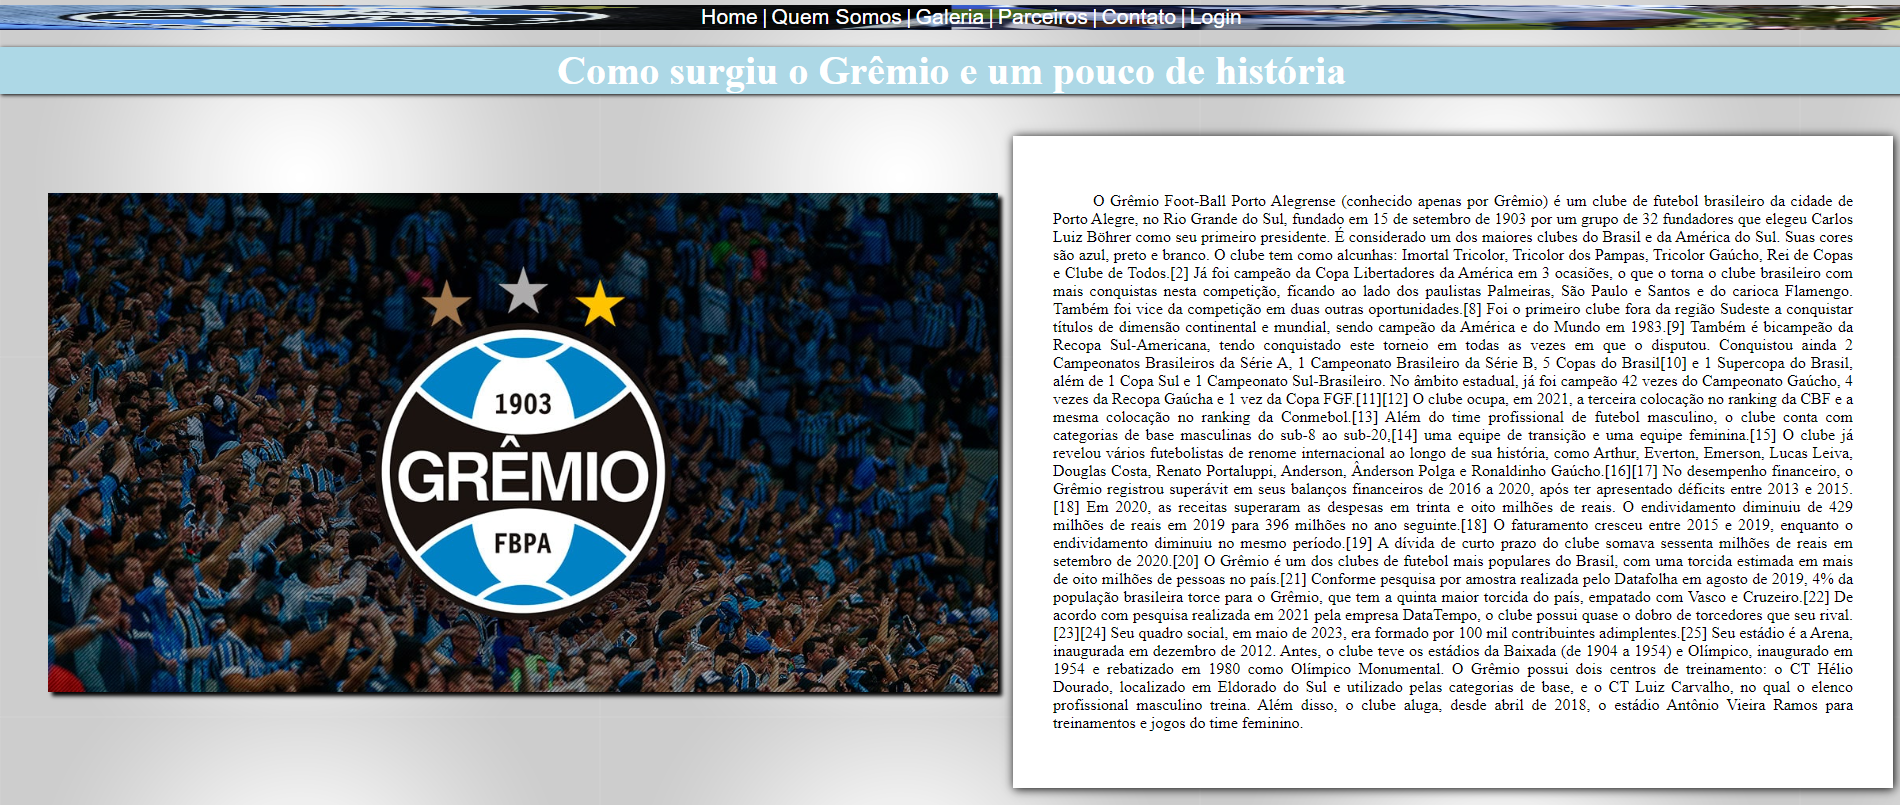 Home | Quem Somos | Galeria | Parceiros | Contato | Login
Como surgiu o Grêmio e um pouco de história
1903
GRÊMIO
FBPA
O Grêmio Foot-Ball Porto Alegrense (conhecido apenas por Grêmio) é um clube de futebol brasileiro da cidade de
Porto Alegre, no Rio Grande do Sul, fundado em 15 de setembro de 1903 por um grupo de 32 fundadores que elegeu Carlos
Luiz Böhrer como seu primeiro presidente. É considerado um dos maiores clubes do Brasil e da América do Sul. Suas cores
são azul, preto e branco. O clube tem como alcunhas: Imortal Tricolor, Tricolor dos Pampas, Tricolor Gaúcho, Rei de Copas
e Clube de Todos.[2] Já foi campeão da Copa Libertadores da América em 3 ocasiões, o que o torna o clube brasileiro com
mais conquistas nesta competição, ficando ao lado dos paulistas Palmeiras, São Paulo e Santos e do carioca Flamengo.
Também foi vice da competição em duas outras oportunidades.[8] Foi o primeiro clube fora da região Sudeste a conquistar
títulos de dimensão continental e mundial, sendo campeão da América e do Mundo em 1983.[9] Também é bicampeão da
Recopa Sul-Americana, tendo conquistado este torneio em todas as vezes em que o disputou. Conquistou ainda 2
Campeonatos Brasileiros da Série A, 1 Campeonato Brasileiro da Série B, 5 Copas do Brasil[10] e 1 Supercopa do Brasil,
além de 1 Copa Sul e 1 Campeonato Sul-Brasileiro. No âmbito estadual, já foi campeão 42 vezes do Campeonato Gaúcho, 4
vezes da Recopa Gaúcha e 1 vez da Copa FGF.[11][12] O clube ocupa, em 2021, a terceira colocação no ranking da CBF e a
mesma colocação no ranking da Conmebol.[13] Além do time profissional de futebol masculino, o clube conta com
categorias de base masculinas do sub-8 ao sub-20,[14] uma equipe de transição e uma equipe feminina.[15] O clube já
revelou vários futebolistas de renome internacional ao longo de sua história, como Arthur, Everton, Emerson, Lucas Leiva,
Douglas Costa, Renato Portaluppi, Anderson, Ânderson Polga e Ronaldinho Gaúcho.[16][17] No desempenho financeiro, o
Grêmio registrou superávit em seus balanços financeiros de 2016 a 2020, após ter apresentado déficits entre 2013 e 2015.
[18] Em 2020, as receitas superaram as despesas em trinta e oito milhões de reais. O endividamento diminuiu de 429
milhões de reais em 2019 para 396 milhões no ano seguinte.[18] O faturamento cresceu entre 2015 e 2019, enquanto o
endividamento diminuiu no mesmo período.[19] A dívida de curto prazo do clube somava sessenta milhões de reais em
setembro de 2020.[20] O Grêmio é um dos clubes de futebol mais populares do Brasil, com uma torcida estimada em mais
de oito milhões de pessoas no país.[21] Conforme pesquisa por amostra realizada pelo Datafolha em agosto de 2019, 4% da
população brasileira torce para o Grêmio, que tem a quinta maior torcida do país, empatado com Vasco e Cruzeiro.[22] De
acordo com pesquisa realizada em 2021 pela empresa DataTempo, o clube possui quase o dobro de torcedores que seu rival.
[23][24] Seu quadro social, em maio de 2023, era formado por 100 mil contribuintes adimplentes.[25] Seu estádio é a Arena,
inaugurada em dezembro de 2012. Antes, o clube teve os estádios da Baixada (de 1904 a 1954) e Olímpico, inaugurado em
1954 e rebatizado em 1980 como Olímpico Monumental. O Grêmio possui dois centros de treinamento: o CT Hélio
Dourado, localizado em Eldorado do Sul e utilizado pelas categorias de base, e o CT Luiz Carvalho, no qual o elenco
profissional masculino treina. Além disso, o clube aluga, desde abril de 2018, o estádio Antônio Vieira Ramos para
treinamentos e jogos do time feminino.